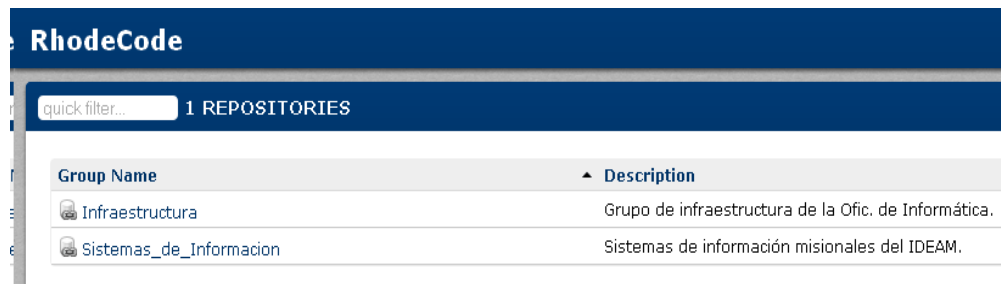 RhodeCode
quick filter... 1 REPOSITORIES
Group Name Description
Infraestructura Grupo de infraestructura de la Ofic. de Informática.
Sistemas_de_Informacion Sistemas de información misionales del IDEAM.